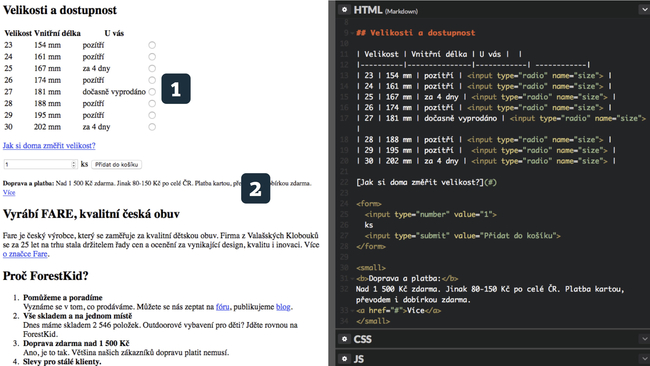 Velikosti a dostupnost
Velikost Vnitřní délka U vás
23 154 mm pozítří
24 161 mm pozítří
25 167 mm za 4 dny
26 174 mm pozítří
27 181 mm dočasně vyprodáno
28 188 mm pozítří
29 195 mm pozítří
30 202 mm za 4 dny
1
Jak si doma změřit velikost?
1 ks Přidat do košíku
Doprava a platba: Nad 1 500 Kč zdarma. Jinak 80-150 Kč po celé ČR. Platba kartou, dobírkou zdarma.
Více
2
Vyrábí FARE, kvalitní česká obuv
Fare je český výrobce, který se zaměřuje za kvalitní dětskou obuv. Firma z Valašských Klobouků
se za 25 let na trhu stala držitelem řady cen a ocenění za vynikající design, kvalitu i inovaci. Více
o značce Fare.
Proč ForestKid?
1. Pomůžeme a poradíme
Vyznáme se v tom, co prodáváme. Můžete se nás zeptat na fóru, publikujeme blog.
2. Vše skladem a na jednom místě
Dnes máme skladem 2 546 položek. Outdoorové vybavení pro děti? Jděte rovnou na
ForestKid.
3. Doprava zdarma nad 1 500 Kč
Ano, je to tak. Většina našich zákazníků dopravu platit nemusí.
4. Slevy pro stálé klienty.
HTML (Markdown)
## Velikosti a dostupnost
| Velikost | Vnitřní délka | U vás | |
|----------|---------------|------------| ------------|
| 23 | 154 mm | pozítří | <input type="radio" name="size"> |
| 24 | 161 mm | pozítří | <input type="radio" name="size"> |
| 25 | 167 mm | za 4 dny | <input type="radio" name="size"> |
| 26 | 174 mm | pozítří | <input type="radio" name="size"> |
| 27 | 181 mm | dočasně vyprodáno | <input type="radio" name="size">
|
| 28 | 188 mm | pozítří | <input type="radio" name="size"> |
| 29 | 195 mm | pozítří | <input type="radio" name="size"> |
| 30 | 202 mm | za 4 dny | <input type="radio" name="size"> |
[Jak si doma změřit velikost?](#)
<form>
<input type="number" value="1">
ks
<input type="submit" value="Přidat do košíku">
</form>
<small>
<b>Doprava a platba:</b>
Nad 1 500 Kč zdarma. Jinak 80-150 Kč po celé ČR. Platba kartou,
převodem i dobírkou zdarma.
<a href="#">Více</a>
</small>
CSS
JS